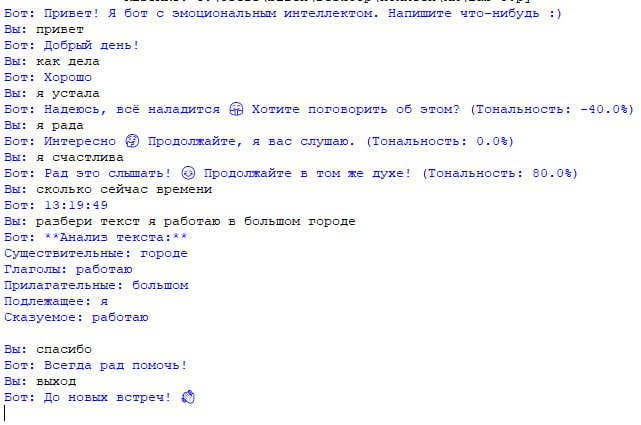 Бот: Привет! Я бот с эмоциональным интеллектом. Напишите что-нибудь :)
Вы: привет
Бот: Добрый день!
Вы: как дела
Бот: Хорошо
Вы: я устала
Бот: Надеюсь, всё наладится 🤗 Хотите поговорить об этом? (Тональность: -40.0%)
Вы: я рада
Бот: Интересно 🤔 Продолжайте, я вас слушаю. (Тональность: 0.0%)
Вы: я счастлива
Бот: Рад это слышать! 😊 Продолжайте в том же духе! (Тональность: 80.0%)
Вы: сколько сейчас времени
Бот: 13:19:49
Вы: разбери текст я работаю в большом городе
Бот: **Анализ текста:**
Существительные: городе
Глаголы: работаю
Прилагательные: большом
Подлежащее: я
Сказуемое: работаю
Вы: спасибо
Бот: Всегда рад помочь!
Вы: выход
Бот: До новых встреч! 👋